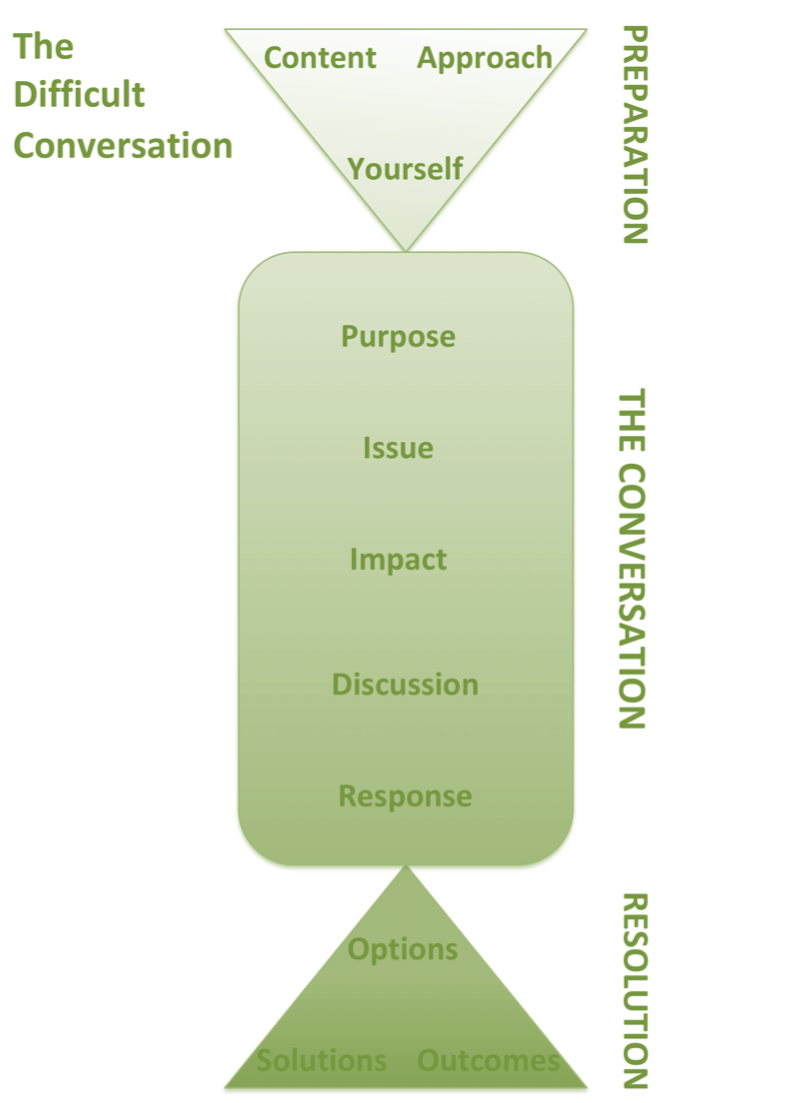 The
Difficult
Conversation
Content Approach
Yourself
PREPARATION
Purpose
Issue
Impact
Discussion
Response
THE CONVERSATION
Options
Solutions Outcomes
RESOLUTION